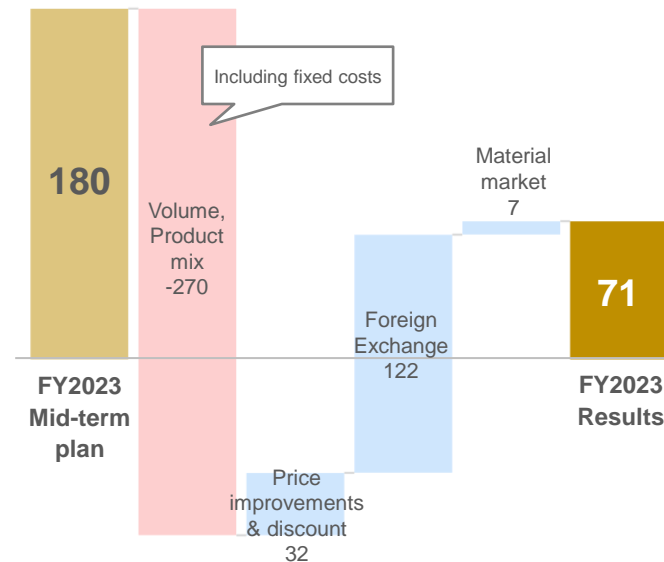 Including fixed costs
180
Volume,
Product
mix
-270
Price
improvements
& discount
32
Foreign
Exchange
122
Material
market
7
71
FY2023
Mid-term
plan
FY2023
Results